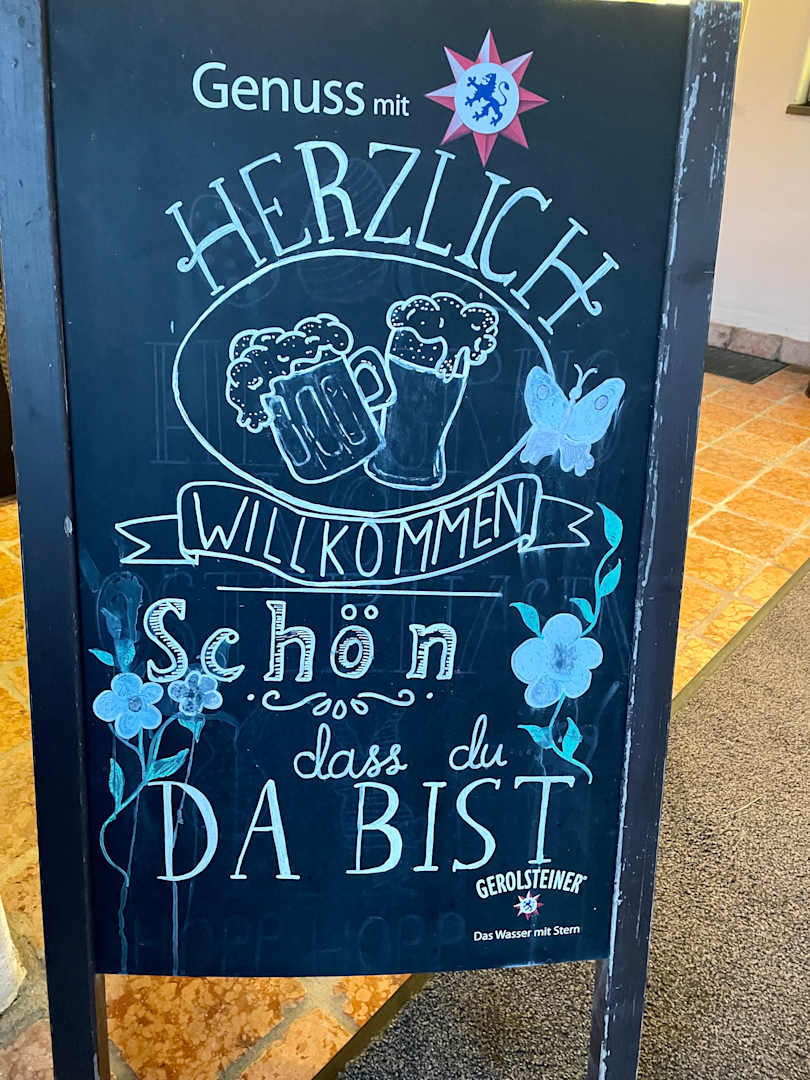 Genuss mit
HERZLICH
WILLKOMMEN
Schön
dass du
DA BIST
GEROLSTEINER
Das Wasser mit Stern